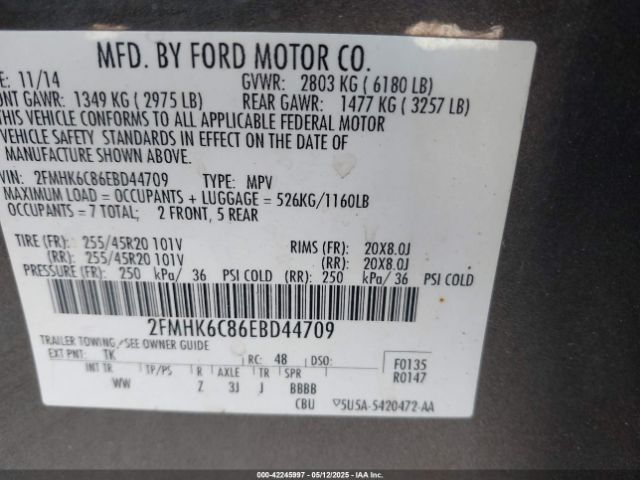 MFD. BY FORD MOTOR CO.
E: 11/14 GVWR: 2803 KG ( 6180 LB)
ONT GAWR: 1349 KG ( 2975 LB) REAR GAWR: 1477 KG ( 3257 LB)
THIS VEHICLE CONFORMS TO ALL APPLICABLE FEDERAL MOTOR
VEHICLE SAFETY STANDARDS IN EFFECT ON THE DATE OF
MANUFACTURE SHOWN ABOVE.
VIN: 2FMHK6C86EBD44709 TYPE: MPV
MAXIMUM LOAD = OCCUPANTS + LUGGAGE = 526KG/1160LB
OCCUPANTS = 7 TOTAL; 2 FRONT, 5 REAR
TIRE (FR): 255/45R20 101V RIMS (FR): 20X8.0J
(RR): 255/45R20 101V (RR): 20X8.0J
PRESSURE (FR): 250 kPa/ 36 PSI COLD (RR): 250 kPa/ 36 PSI COLD
2FMHK6C86EBD44709
TRAILER TOWING/SEE OWNER GUIDE
EXT PNT: TK RC: 48 DSO: F0135
INT TR TP/PS R AXLE TR SPR R0147
WW Z 3J J BBBB
CBU 5U5A-5420472-AA
000-42245997 - 05/12/2025 - IAAI.CA